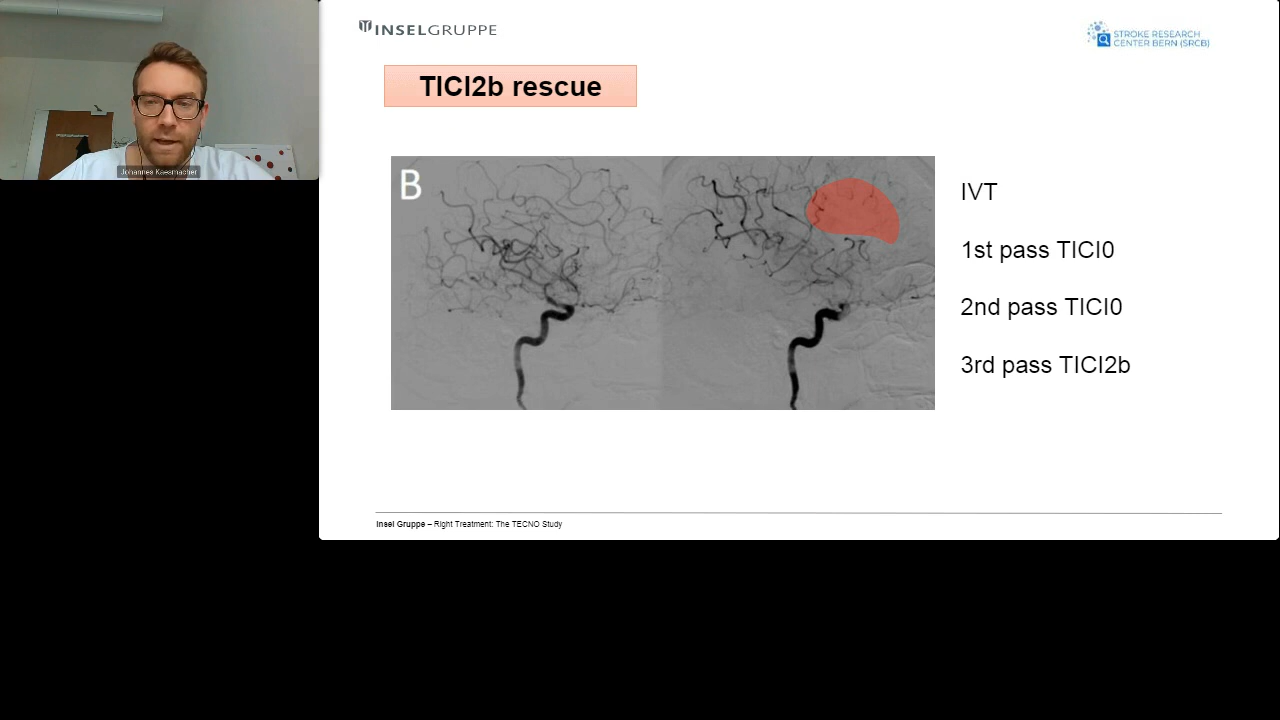 Johannes Kaesmacher
INSELGRUPPE
STROKE RESEARCH
CENTER BERN (SRCB)
TICI2b rescue
B
IVT
1st pass TICI0
2nd pass TICI0
3rd pass TICI2b
Insel Gruppe – Right Treatment: The TECNO Study